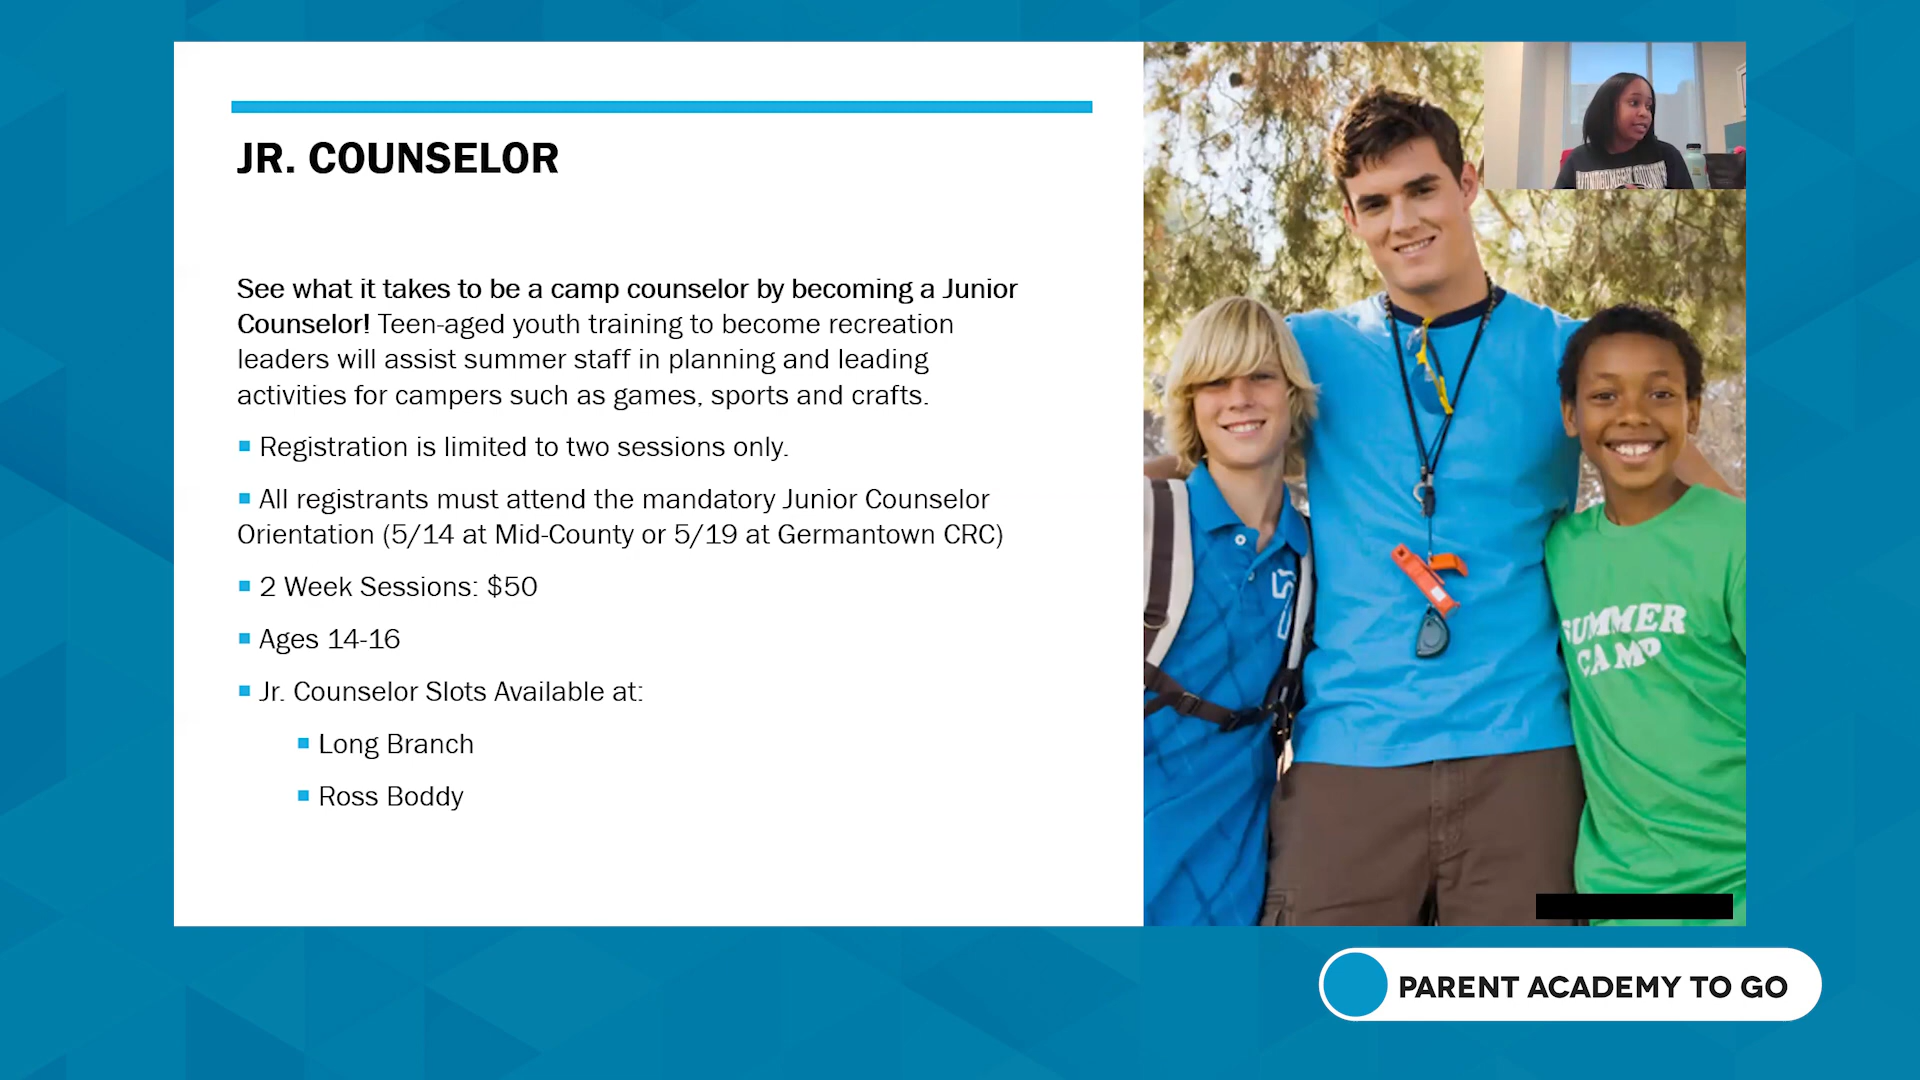 JR. COUNSELOR
See what it takes to be a camp counselor by becoming a Junior
Counselor! Teen-aged youth training to become recreation
leaders will assist summer staff in planning and leading
activities for campers such as games, sports and crafts.
Registration is limited to two sessions only.
All registrants must attend the mandatory Junior Counselor
Orientation (5/14 at Mid-County or 5/19 at Germantown CRC)
2 Week Sessions: $50
Ages 14-16
Jr. Counselor Slots Available at:
Long Branch
Ross Boddy
MONTGOMERY COUNTY
SUMMER
CAMP
PARENT ACADEMY TO GO